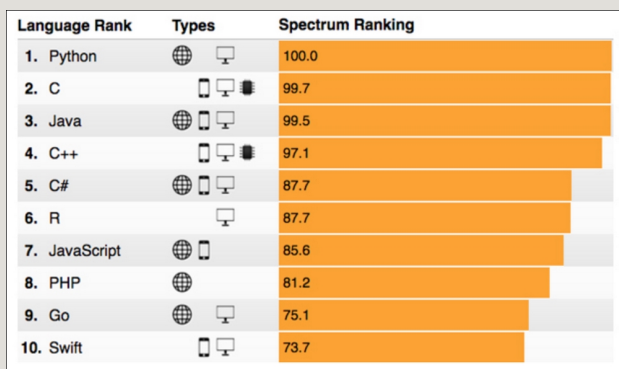 Language Rank Types Spectrum Ranking
1. Python 100.0
2. C 99.7
3. Java 99.5
4. C++ 97.1
5. C# 87.7
6. R 87.7
7. JavaScript 85.6
8. PHP 81.2
9. Go 75.1
10. Swift 73.7